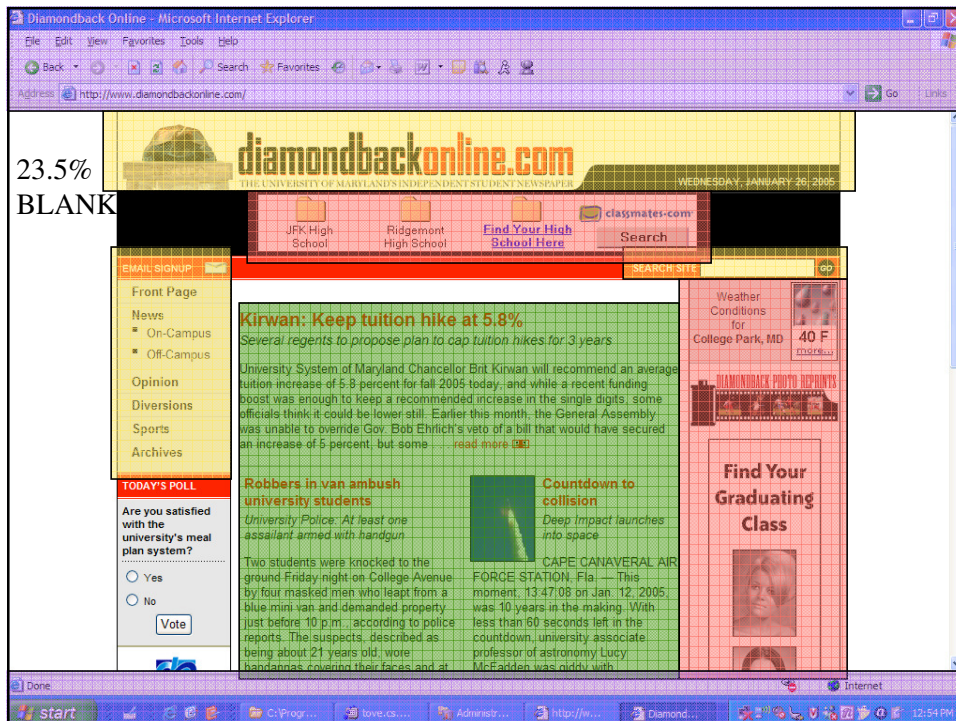 Diamondback Online - Microsoft Internet Explorer
File Edit View Favorites Tools Help
Back Search Favorites
Address http://www.diamondbackonline.com/ Go Links
23.5%
BLANK
diamondbackonline.com
THE UNIVERSITY OF MARYLAND'S INDEPENDENT STUDENT NEWSPAPER
WEDNESDAY, JANUARY 26, 2005
JFK High
School
Ridgemont
High School
Find Your High
School Here
classmates.com
Search
EMAIL SIGNUP
SEARCH SITE GO
Front Page
News
On-Campus
Off-Campus
Opinion
Diversions
Sports
Archives
TODAY'S POLL
Are you satisfied
with the
university's meal
plan system?
Yes
No
Vote
Kirwan: Keep tuition hike at 5.8%
Several regents to propose plan to cap tuition hikes for 3 years
University System of Maryland Chancellor Brit Kirwan will recommend an average
tuition increase of 5.8 percent for fall 2005 today, and while a recent funding
boost was enough to keep a recommended increase in the single digits, some
officials think it could be lower still. Earlier this month, the General Assembly
was unable to override Gov. Bob Ehrlich's veto of a bill that would have secured
an increase of 5 percent, but some . . . read more
Robbers in van ambush
university students
University Police: At least one
assailant armed with handgun
Two students were knocked to the
ground Friday night on College Avenue
by four masked men who leapt from a
blue mini van and demanded property
just before 10 p.m., according to police
reports. The suspects, described as
being about 21 years old, wore
bandannas covering their faces and at
Countdown to
collision
Deep Impact launches
into space
CAPE CANAVERAL AIR
FORCE STATION, Fla. — This
moment, 13:47:08 on Jan. 12, 2005,
was 10 years in the making. With
less than 60 seconds left in the
countdown, university associate
professor of astronomy Lucy
McFadden was giddy with
Weather
Conditions
for
College Park, MD
40 F
more...
DIAMONDBACK PHOTO REPRINTS
Find Your
Graduating
Class
Done Internet
start C:\Progr... tove.cs.... Administr... http://w... Diamond... 12:54 PM